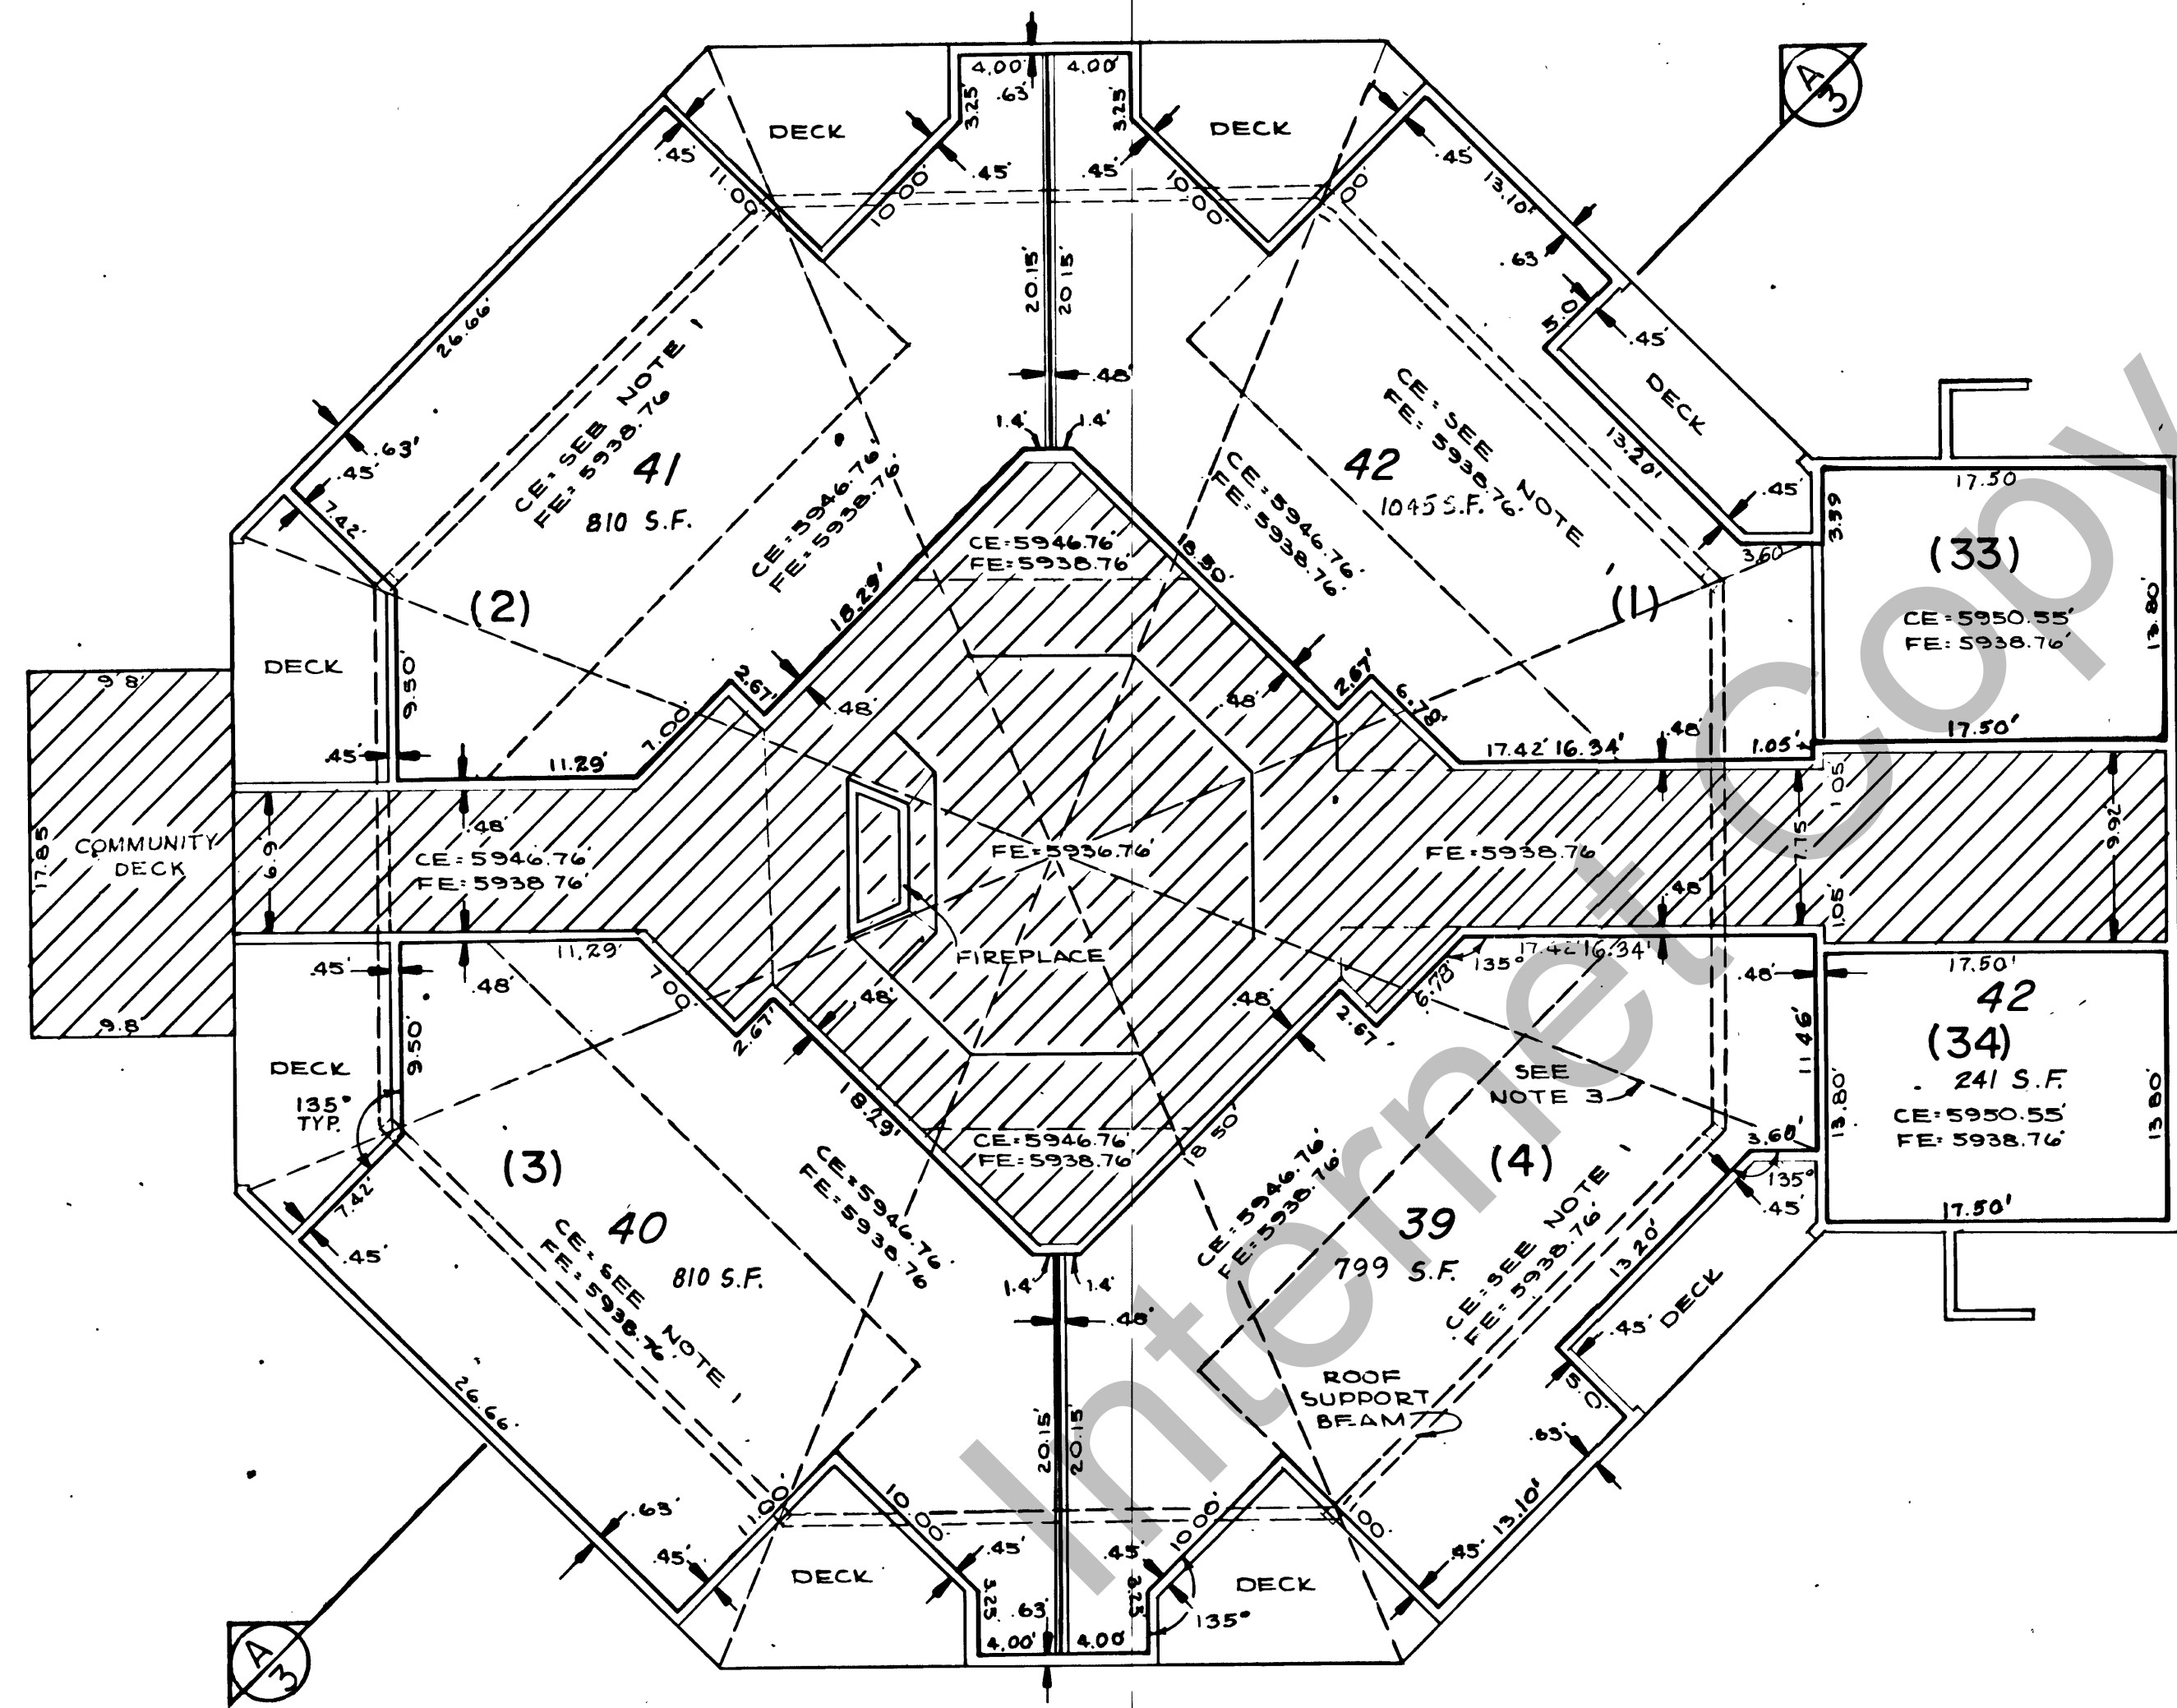 4.00' 4.00'
.63'
3.25' 3.25'
DECK
DECK
A
3
.45'
.45'
.45'
.45'
11.00'
10.00'
10.00'
13.10'
.63
5.0'
.45'
DECK
20.15'
20.15'
26.66'
.48'
1.4' 1.4'
.63'
.45'
7.42'
CE=SEE NOTE 1
FE=5938.76
41
810 S.F.
CE=5946.76'
FE=5938.76'
CE=5946.76'
FE=5938.76'
CE=5946.76'
FE=5938.76'
CE=SEE NOTE 1
FE=5938.76'
42
1045 S.F.
13.20'
.45'
3.60'
17.50
3.59
(33)
CE=5950.55'
FE=5938.76'
13.80'
17.50'
(2)
(1)
18.29'
18.50'
DECK
9.50'
2.67'
.48'
.48'
2.67'
6.78'
7.00'
.45'
11.29'
17.42' 16.34'
.48'
1.05'
9.8'
17.85
COMMUNITY
DECK
9.8
6.9
.48'
CE=5946.76'
FE=5938.76'
FE=5936.76'
FE=5938.76
1.05
7.75
9.92
1.05'
.48'
FIREPLACE
.45'
11.29'
.48'
7.00'
2.67'
.48'
.48'
2.67'
6.78'
135°
17.42' 16.34'
.48'
17.50'
42
(34)
241 S.F.
CE=5950.55'
FE=5938.76'
13.80'
13.80'
17.50'
DECK
135°
TYP.
9.50'
11.46'
SEE
NOTE 3
3.60'
135°
.45'
18.29'
18.50'
CE=5946.76'
FE=5938.76'
(3)
(4)
7.42'
.45'
40
810 S.F.
CE=SEE NOTE 1
FE=5938.76'
CE=5946.76'
FE=5938.76
CE=5946.76'
FE=5938.76'
39
799 S.F.
CE=SEE NOTE 1
FE=5938.76'
13.20'
DECK
.45'
5.0'
1.4' 1.4'
.48'
ROOF
SUPPORT
BEAM
26.66'
20.15'
20.15'
.63'
.63'
11.00'
10.00'
10.00'
13.10'
.45'
.45'
.45'
.45'
DECK
DECK
3.25 3.25
.63'
4.00' 4.00'
135°
A
3
Internet Copy